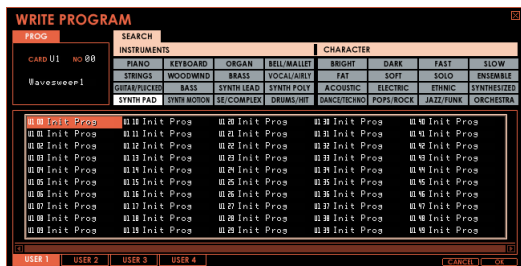 WRITE PROGRAM
PROG SEARCH
INSTRUMENTS CHARACTER
CARD U1 NO 00
PIANO KEYBOARD ORGAN BELL/MALLET BRIGHT DARK FAST SLOW
STRINGS WOODWIND BRASS VOCAL/AIRLY FAT SOFT SOLO ENSEMBLE
Wavesweep1
GUITAR/PLUCKED BASS SYNTH LEAD SYNTH POLY ACOUSTIC ELECTRIC ETHNIC SYNTHESIZED
SYNTH PAD SYNTH MOTION SE/COMPLEX DRUMS/HIT DANCE/TECHNO POPS/ROCK JAZZ/FUNK ORCHESTRA
U1 00 Init Prog U1 10 Init Prog U1 20 Init Prog U1 30 Init Prog U1 40 Init Prog
U1 01 Init Prog U1 11 Init Prog U1 21 Init Prog U1 31 Init Prog U1 41 Init Prog
U1 02 Init Prog U1 12 Init Prog U1 22 Init Prog U1 32 Init Prog U1 42 Init Prog
U1 03 Init Prog U1 13 Init Prog U1 23 Init Prog U1 33 Init Prog U1 43 Init Prog
U1 04 Init Prog U1 14 Init Prog U1 24 Init Prog U1 34 Init Prog U1 44 Init Prog
U1 05 Init Prog U1 15 Init Prog U1 25 Init Prog U1 35 Init Prog U1 45 Init Prog
U1 06 Init Prog U1 16 Init Prog U1 26 Init Prog U1 36 Init Prog U1 46 Init Prog
U1 07 Init Prog U1 17 Init Prog U1 27 Init Prog U1 37 Init Prog U1 47 Init Prog
U1 08 Init Prog U1 18 Init Prog U1 28 Init Prog U1 38 Init Prog U1 48 Init Prog
U1 09 Init Prog U1 19 Init Prog U1 29 Init Prog U1 39 Init Prog U1 49 Init Prog
USER 1 USER 2 USER 3 USER 4 CANCEL OK